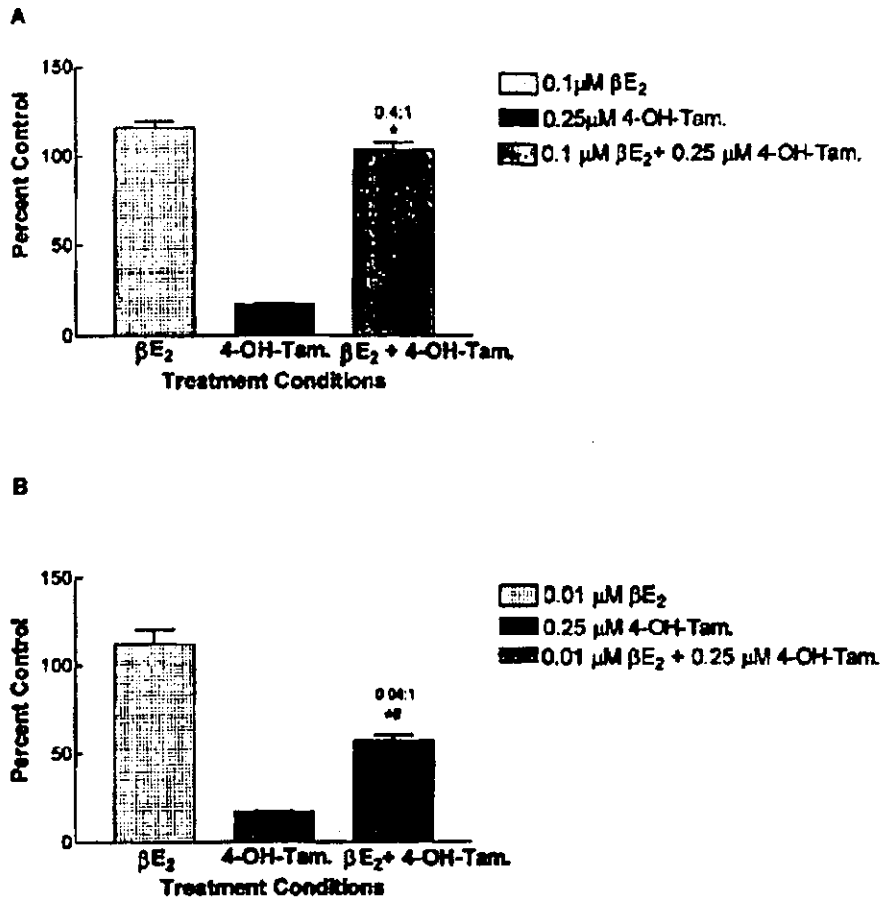 A
150
100
50
0
Percent Control
0.4:1
*
βE₂
4-OH-Tam.
βE₂ + 4-OH-Tam.
Treatment Conditions
0.1μM βE₂
0.25μM 4-OH-Tam.
0.1 μM βE₂+ 0.25 μM 4-OH-Tam.
B
150
100
50
0
Percent Control
0.04:1
*#
βE₂
4-OH-Tam.
βE₂+ 4-OH-Tam.
Treatment Conditions
0.01 μM βE₂
0.25 μM 4-OH-Tam.
0.01 μM βE₂ + 0.25 μM 4-OH-Tam.